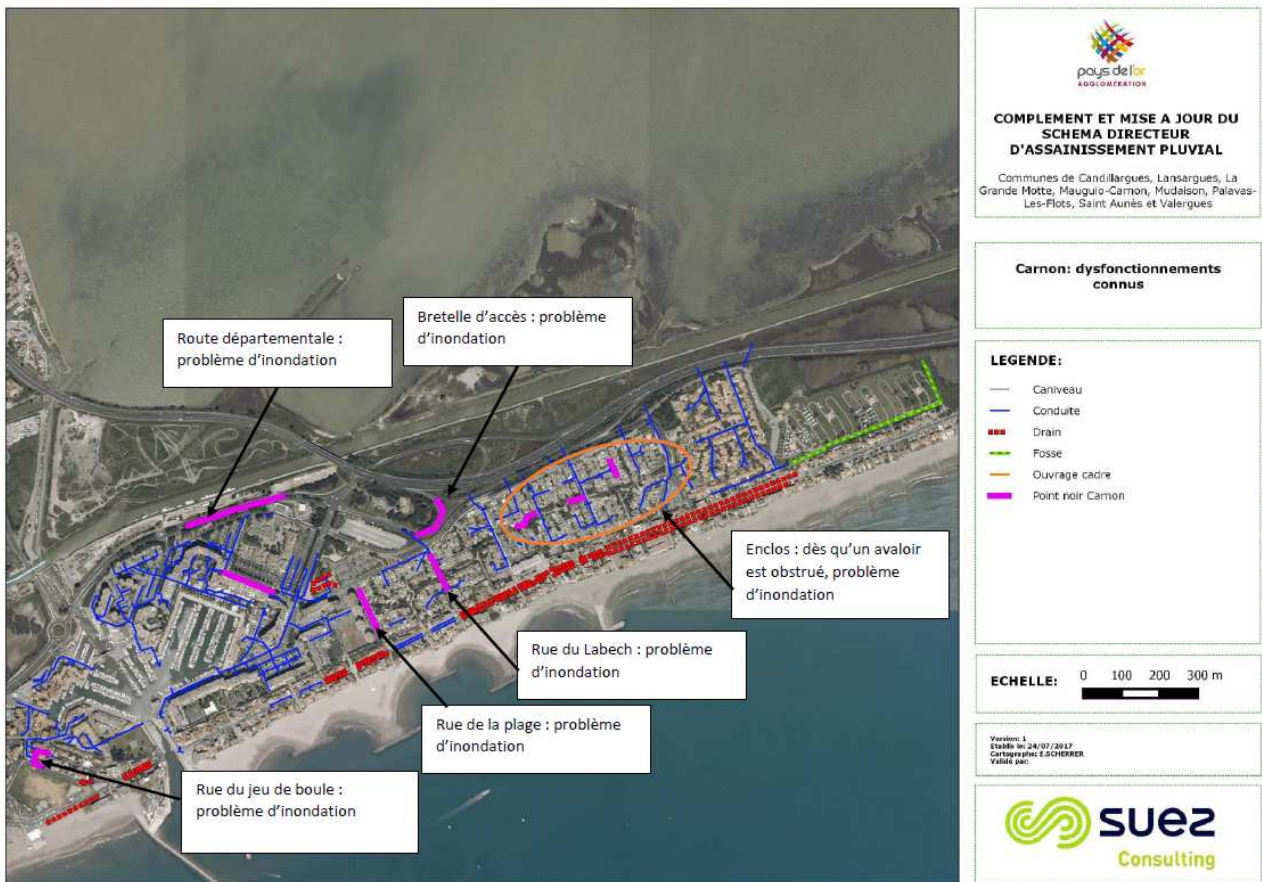 Route départementale :
problème d'inondation
Bretelle d'accès : problème
d'inondation
Enclos : dès qu'un avaloir
est obstrué, problème
d'inondation
Rue du Labech : problème
d'inondation
Rue de la plage : problème
d'inondation
Rue du jeu de boule :
problème d'inondation
pays de l'or
AGGLOMÉRATION
COMPLEMENT ET MISE A JOUR DU
SCHEMA DIRECTEUR
D'ASSAINISSEMENT PLUVIAL
Communes de Candillargues, Lansargues, La
Grande Motte, Mauguio-Carnon, Mudaison, Palavas-
Les-Flots, Saint Aunès et Valergues
Carnon: dysfonctionnements
connus
LEGENDE:
Caniveau
Conduite
Drain
Fosse
Ouvrage cadre
Point noir Carnon
ECHELLE:
0 100 200 300 m
Version: 1
Etablie le: 24/07/2017
Cartographe: E.SCHERRER
Validé par:
suez
Consulting